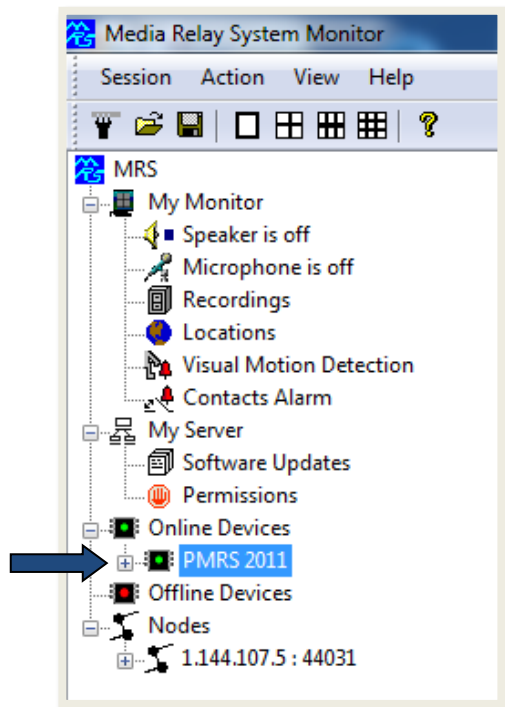 Media Relay System Monitor
Session Action View Help
MRS
My Monitor
Speaker is off
Microphone is off
Recordings
Locations
Visual Motion Detection
Contacts Alarm
My Server
Software Updates
Permissions
Online Devices
PMRS 2011
Offline Devices
Nodes
1.144.107.5 : 44031